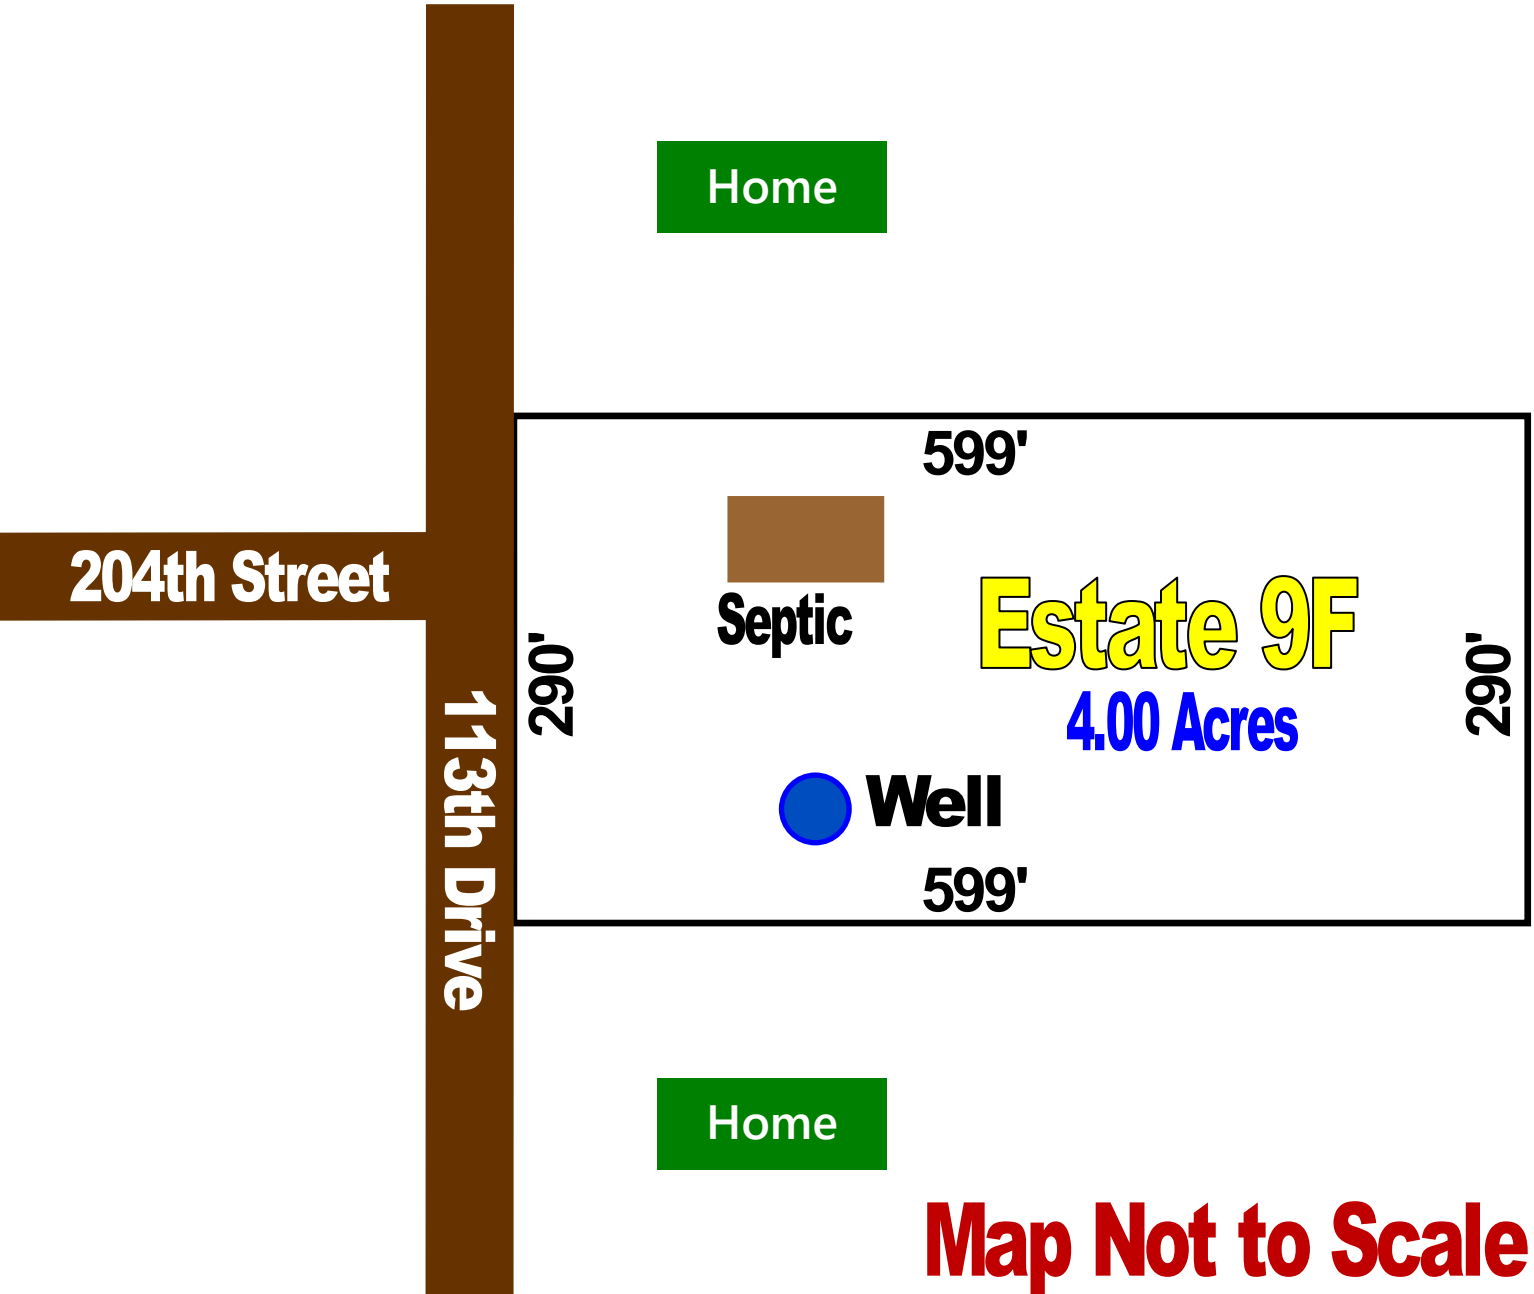 Home
599'
204th Street
Septic
Estate 9F
290'
290'
4.00 Acres
113th Drive
Well
599'
Home
Map Not to Scale